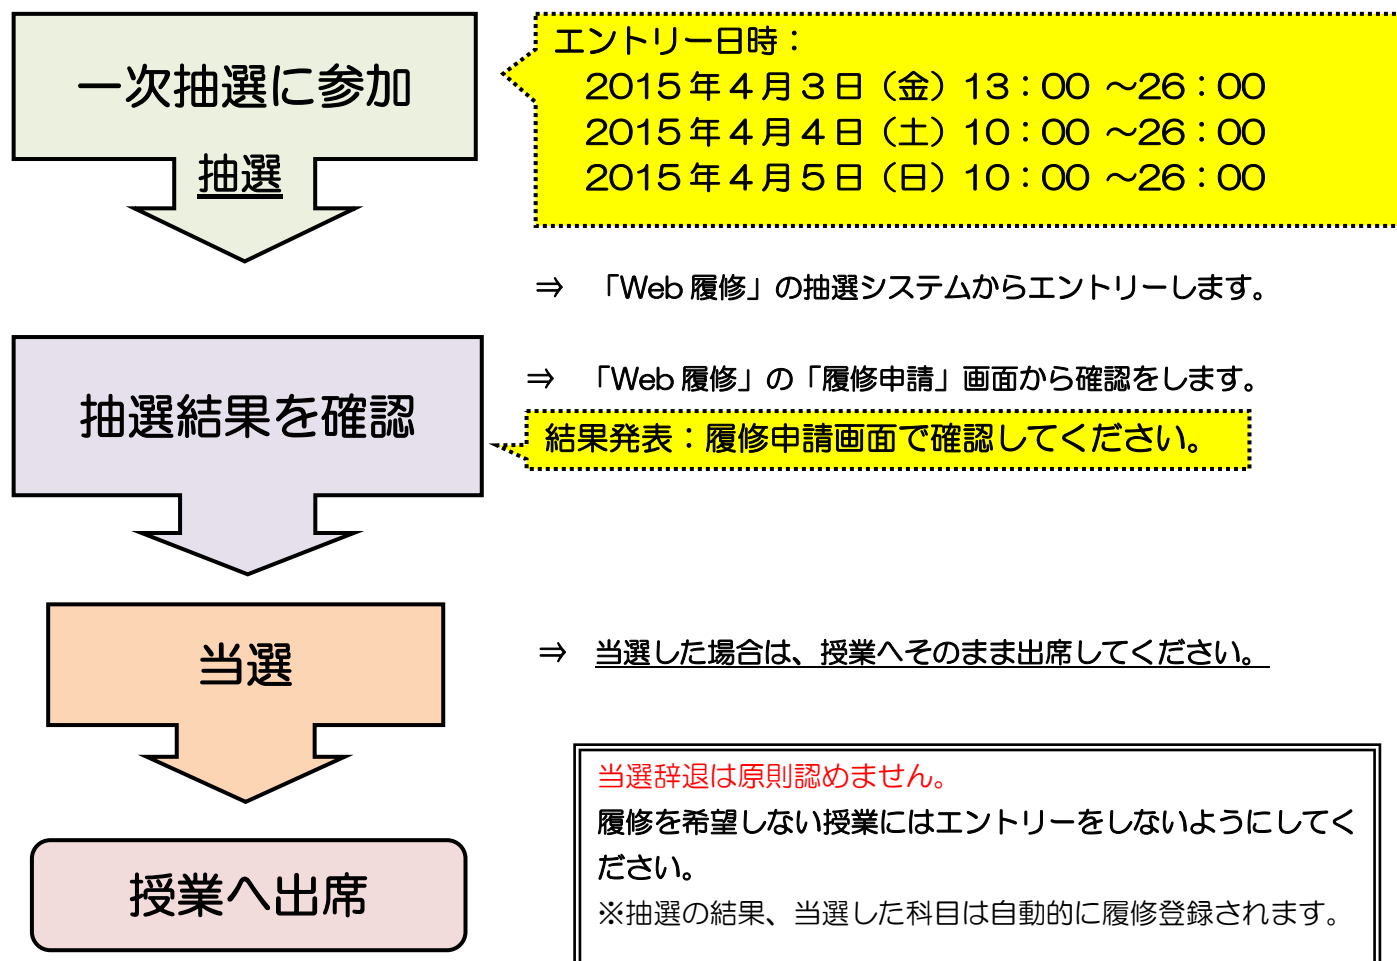 一次抽選に参加
抽選
エントリー日時：
2015年4月3日（金）13：00 ～26：00
2015年4月4日（土）10：00 ～26：00
2015年4月5日（日）10：00 ～26：00
⇒ 「Web 履修」の抽選システムからエントリーします。
抽選結果を確認
⇒ 「Web 履修」の「履修申請」画面から確認をします。
結果発表：履修申請画面で確認してください。
当選
⇒ 当選した場合は、授業へそのまま出席してください。
授業へ出席
当選辞退は原則認めません。
履修を希望しない授業にはエントリーをしないようにしてく
ださい。
※抽選の結果、当選した科目は自動的に履修登録されます。